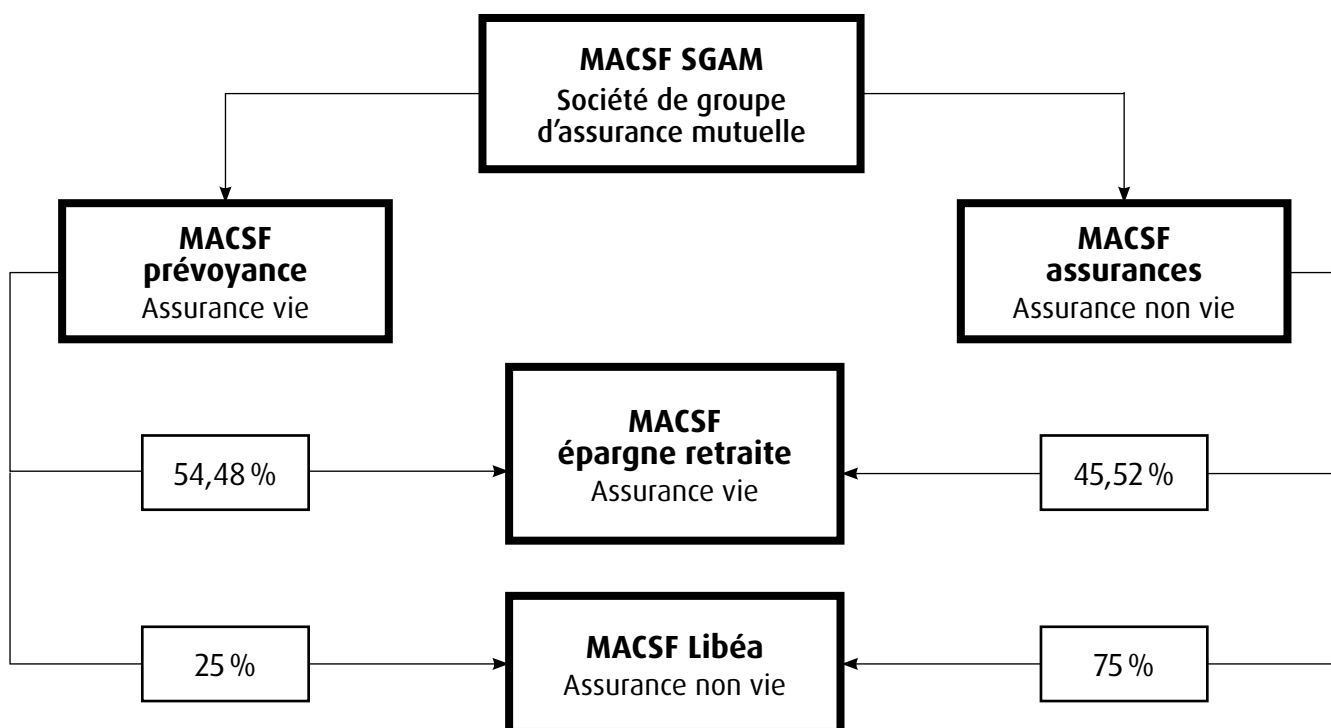 MACSF SGAM
Société de groupe
d'assurance mutuelle
MACSF
prévoyance
Assurance vie
MACSF
assurances
Assurance non vie
MACSF
épargne retraite
Assurance vie
54,48 %
45,52 %
MACSF Libéa
Assurance non vie
25 %
75 %